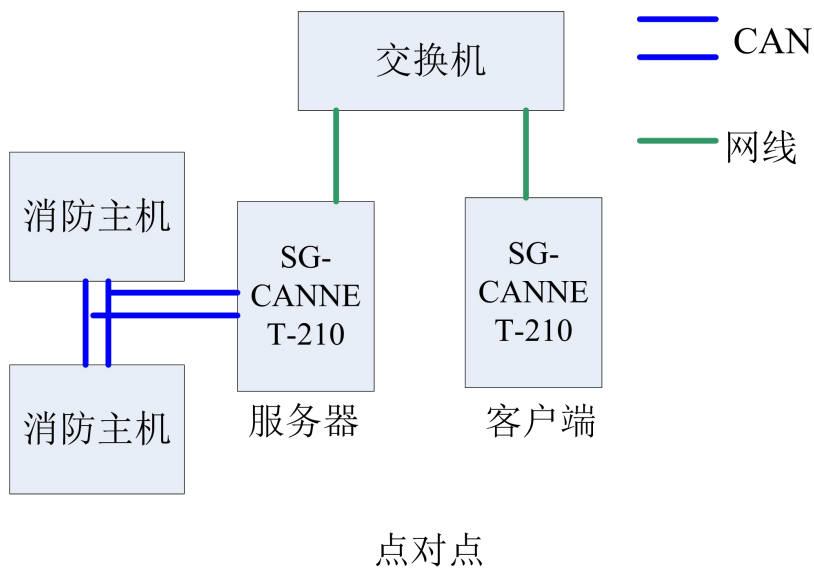 交换机
CAN
网线
消防主机
SG-
CANNE
T-210
SG-
CANNE
T-210
消防主机
服务器
客户端
点对点